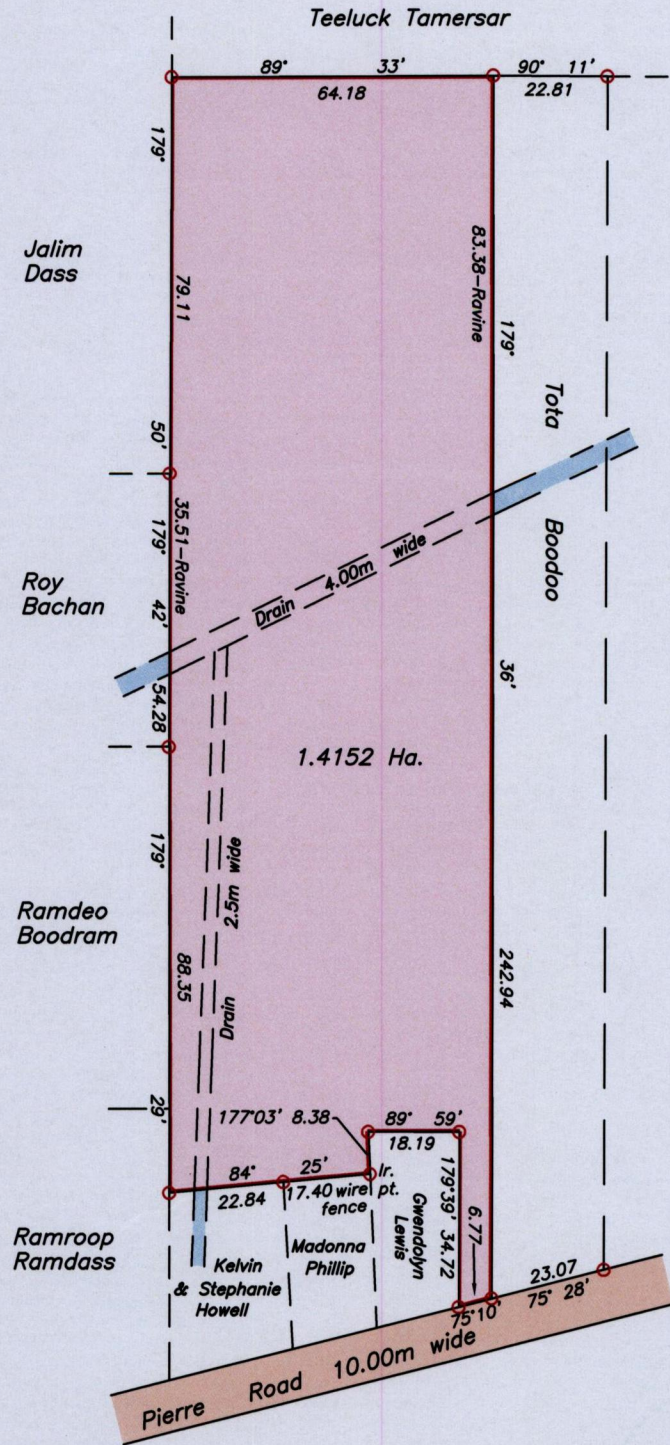 Teeluck Tamersar
89° 33'
64.18
90° 11'
22.81
179°
79.11
50'
Jalim
Dass
83.38-Ravine
179°
36'
242.94
Tota Boodoo
35.51-Ravine
179° 42'
54.28
Roy
Bachan
Drain 4.00m wide
1.4152 Ha.
179°
88.35
29'
Ramdeo
Boodram
Drain 2.5m wide
177°03' 8.38
89° 59'
18.19
84° 25'
22.84
17.40 wire
fence
Ir.
pt.
179°39' 34.72
Gwendolyn
Lewis
6.77
Ramroop
Ramdass
Kelvin
& Stephanie
Howell
Madonna
Phillip
75°10'
23.07
75° 28'
Pierre Road 10.00m wide